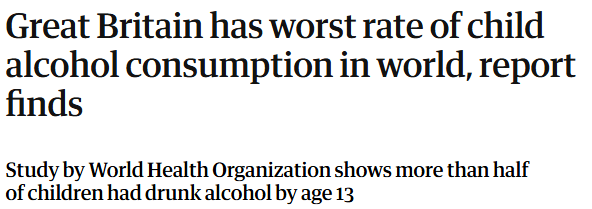 Great Britain has worst rate of child
alcohol consumption in world, report
finds
Study by World Health Organization shows more than half
of children had drunk alcohol by age 13